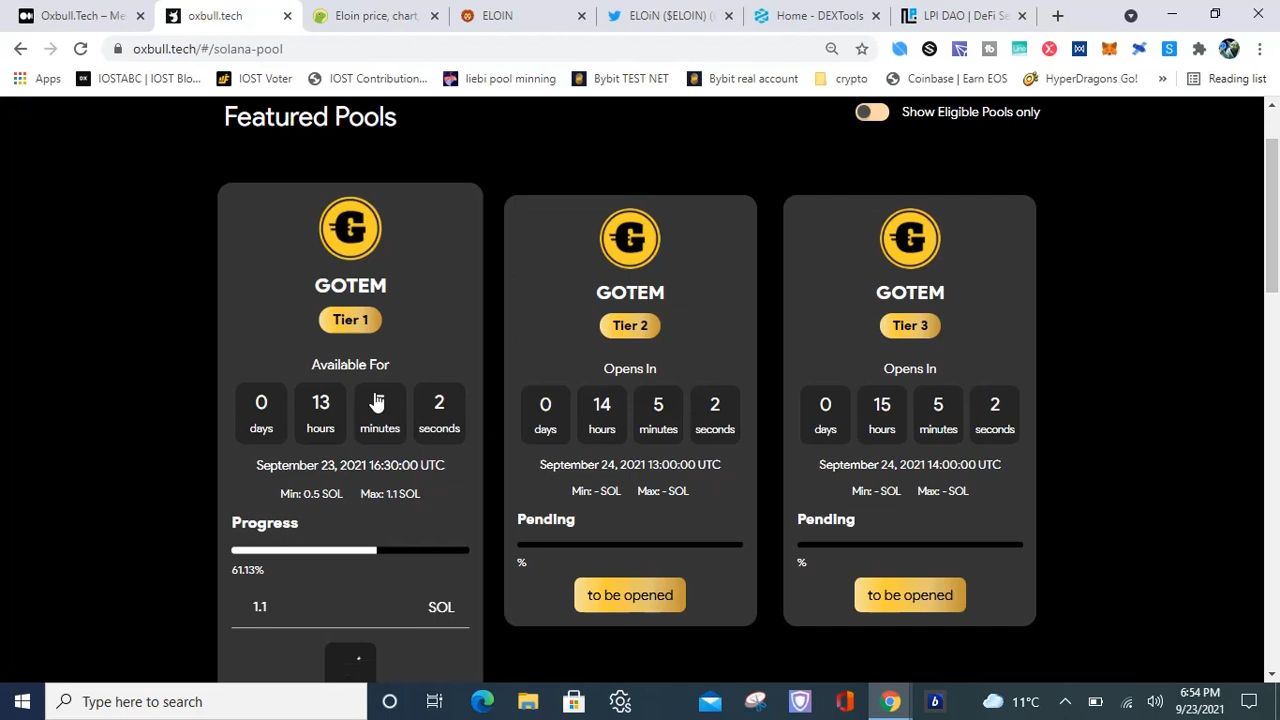 Oxbull.Tech – Me
oxbull.tech
Eloin price, chart,
ELOIN
ELOiN ($ELOIN) (
Home - DEXTools
LPI DAO | DeFi Se
oxbull.tech/#/solana-pool
Apps
IOSTABC | IOST Blo...
IOST Voter
IOST Contribution...
liebi pool minning
Bybit TEST NET
Bybit real account
crypto
Coinbase | Earn EOS
HyperDragons Go!
»
Reading list
Featured Pools
Show Eligible Pools only
GOTEM
Tier 1
Available For
0 13 2
days hours minutes seconds
September 23, 2021 16:30:00 UTC
Min: 0.5 SOL Max: 1.1 SOL
Progress
61.13%
1.1 SOL
GOTEM
Tier 2
Opens In
0 14 5 2
days hours minutes seconds
September 24, 2021 13:00:00 UTC
Min: - SOL Max: - SOL
Pending
%
to be opened
GOTEM
Tier 3
Opens In
0 15 5 2
days hours minutes seconds
September 24, 2021 14:00:00 UTC
Min: - SOL Max: - SOL
Pending
%
to be opened
Type here to search
11°C
6:54 PM
9/23/2021